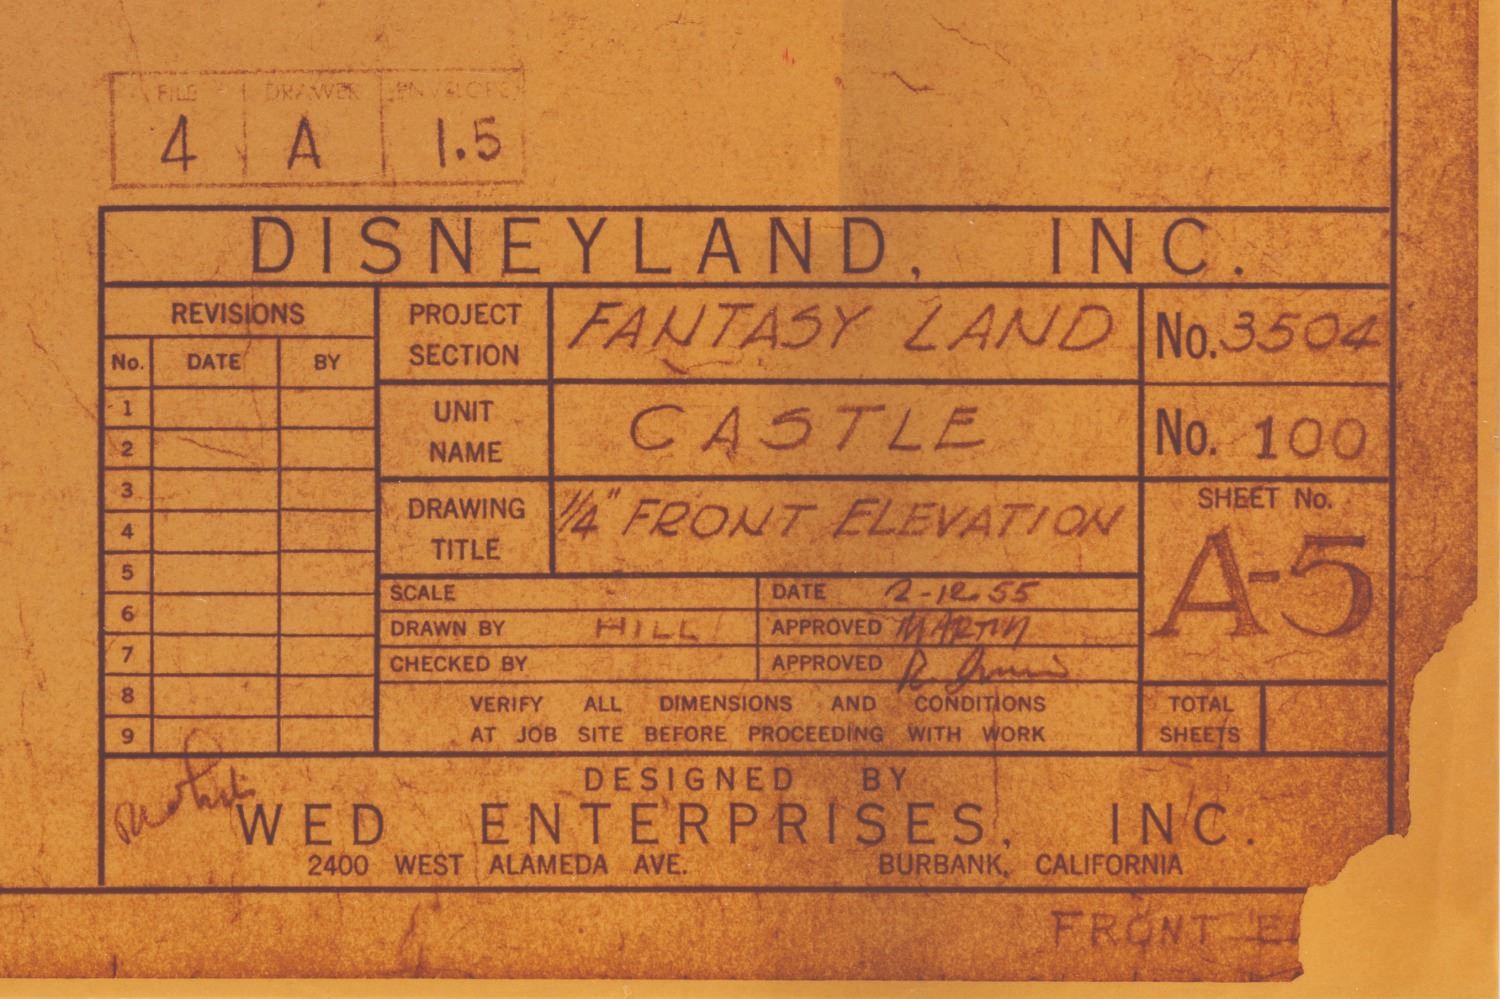 FILE DRAWER ENVELOPE
4 A 1.5
DISNEYLAND, INC.
REVISIONS
No. DATE BY
1
2
3
4
5
6
7
8
9
PROJECT SECTION FANTASY LAND No. 3504
UNIT NAME CASTLE No. 100
DRAWING TITLE 1/4" FRONT ELEVATION
SHEET No.
A-5
SCALE DATE 2-12-55
DRAWN BY HILL APPROVED MARTIN
CHECKED BY APPROVED
VERIFY ALL DIMENSIONS AND CONDITIONS
AT JOB SITE BEFORE PROCEEDING WITH WORK
TOTAL
SHEETS
DESIGNED BY
WED ENTERPRISES, INC.
2400 WEST ALAMEDA AVE. BURBANK, CALIFORNIA
FRONT